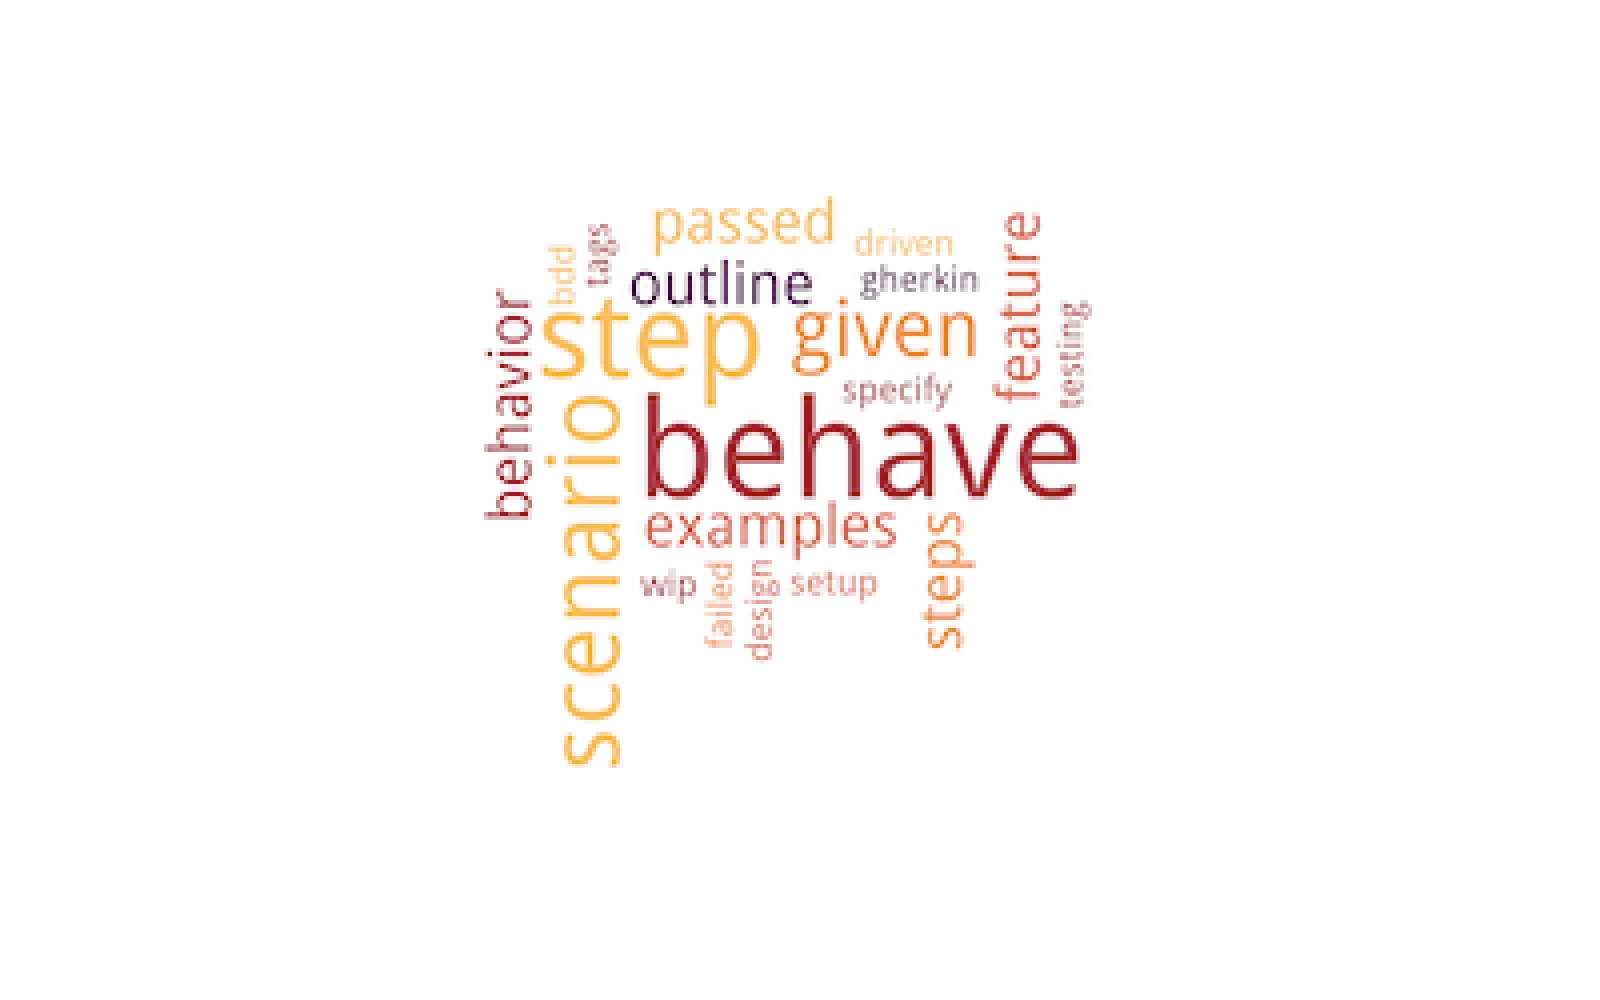 passed
driven
feature
tags
bdd
outline
gherkin
behavior
step
given
testing
specify
scenario
behave
examples
steps
wip
failed
design
setup